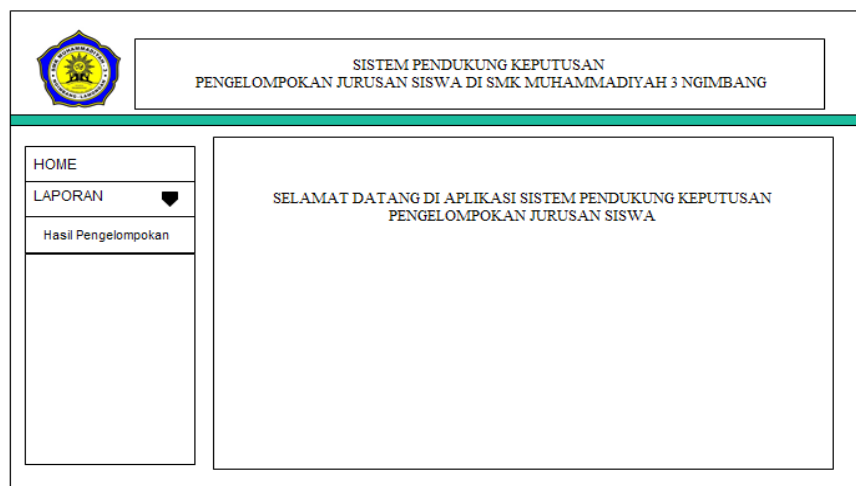 SISTEM PENDUKUNG KEPUTUSAN
PENGELOMPOKAN JURUSAN SISWA DI SMK MUHAMMADIYAH 3 NGIMBANG
HOME
LAPORAN
Hasil Pengelompokan
SELAMAT DATANG DI APLIKASI SISTEM PENDUKUNG KEPUTUSAN
PENGELOMPOKAN JURUSAN SISWA